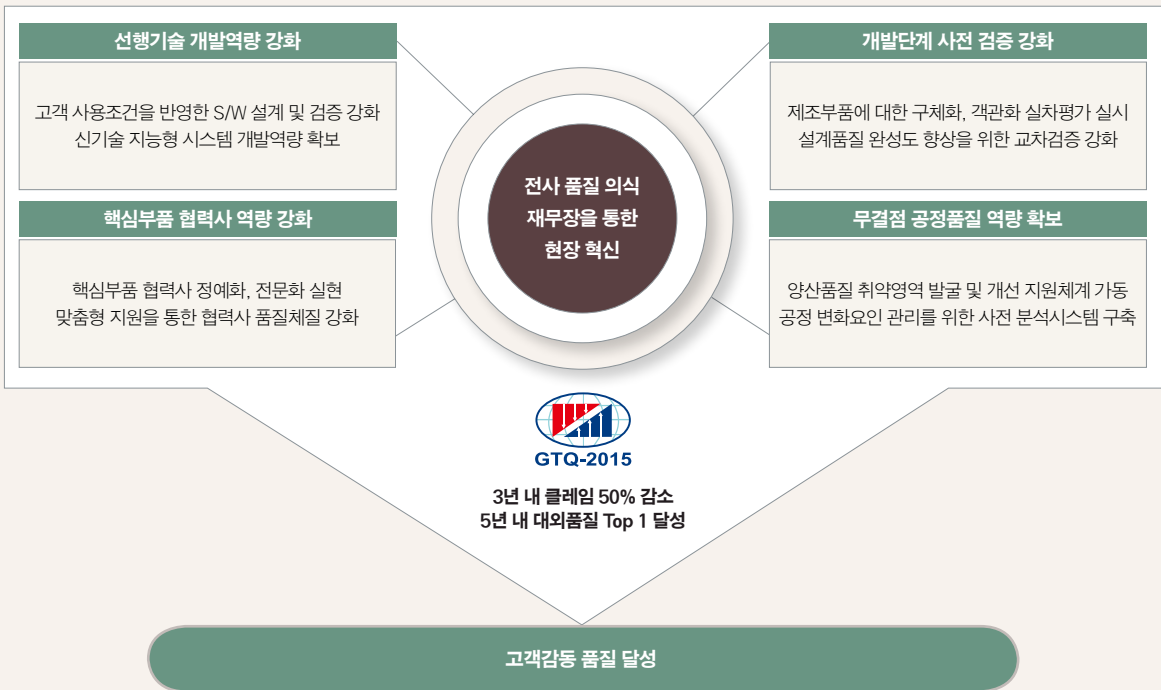 선행기술 개발역량 강화
고객 사용조건을 반영한 S/W 설계 및 검증 강화
신기술 지능형 시스템 개발역량 확보
핵심부품 협력사 역량 강화
핵심부품 협력사 정예화, 전문화 실현
맞춤형 지원을 통한 협력사 품질체질 강화
전사 품질 의식
재무장을 통한
현장 혁신
개발단계 사전 검증 강화
제조부품에 대한 구체화, 객관화 실차평가 실시
설계품질 완성도 향상을 위한 교차검증 강화
무결점 공정품질 역량 확보
양산품질 취약영역 발굴 및 개선 지원체계 가동
공정 변화요인 관리를 위한 사전 분석시스템 구축
GTQ-2015
3년 내 클레임 50% 감소
5년 내 대외품질 Top 1 달성
고객감동 품질 달성